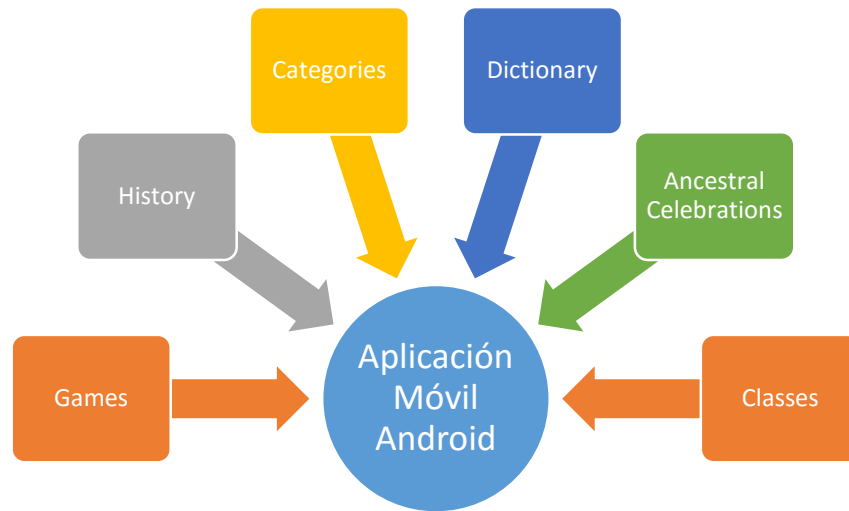 Categories
Dictionary
History
Ancestral
Celebrations
Games
Aplicación
Móvil
Android
Classes